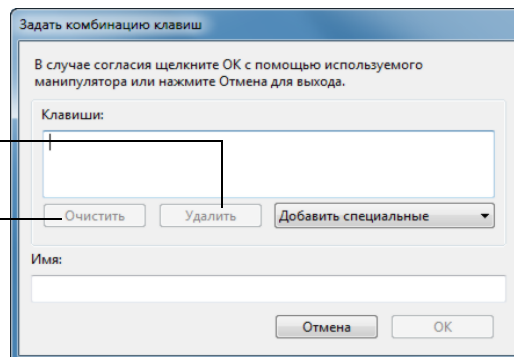 Задать комбинацию клавиш
В случае согласия щелкните ОК с помощью используемого
манипулятора или нажмите Отмена для выхода.
Клавиши:
Очистить Удалить Добавить специальные
Имя:
Отмена ОК